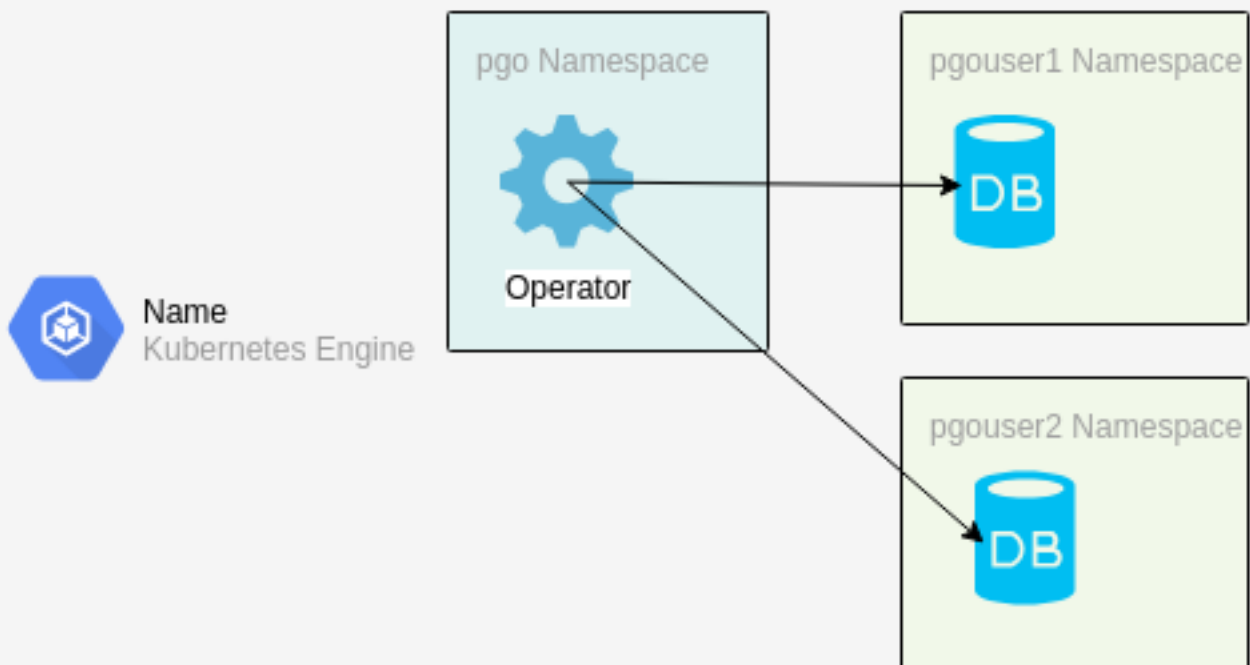 pgo Namespace
Operator
Name
Kubernetes Engine
pgouser1 Namespace
DB
pgouser2 Namespace
DB